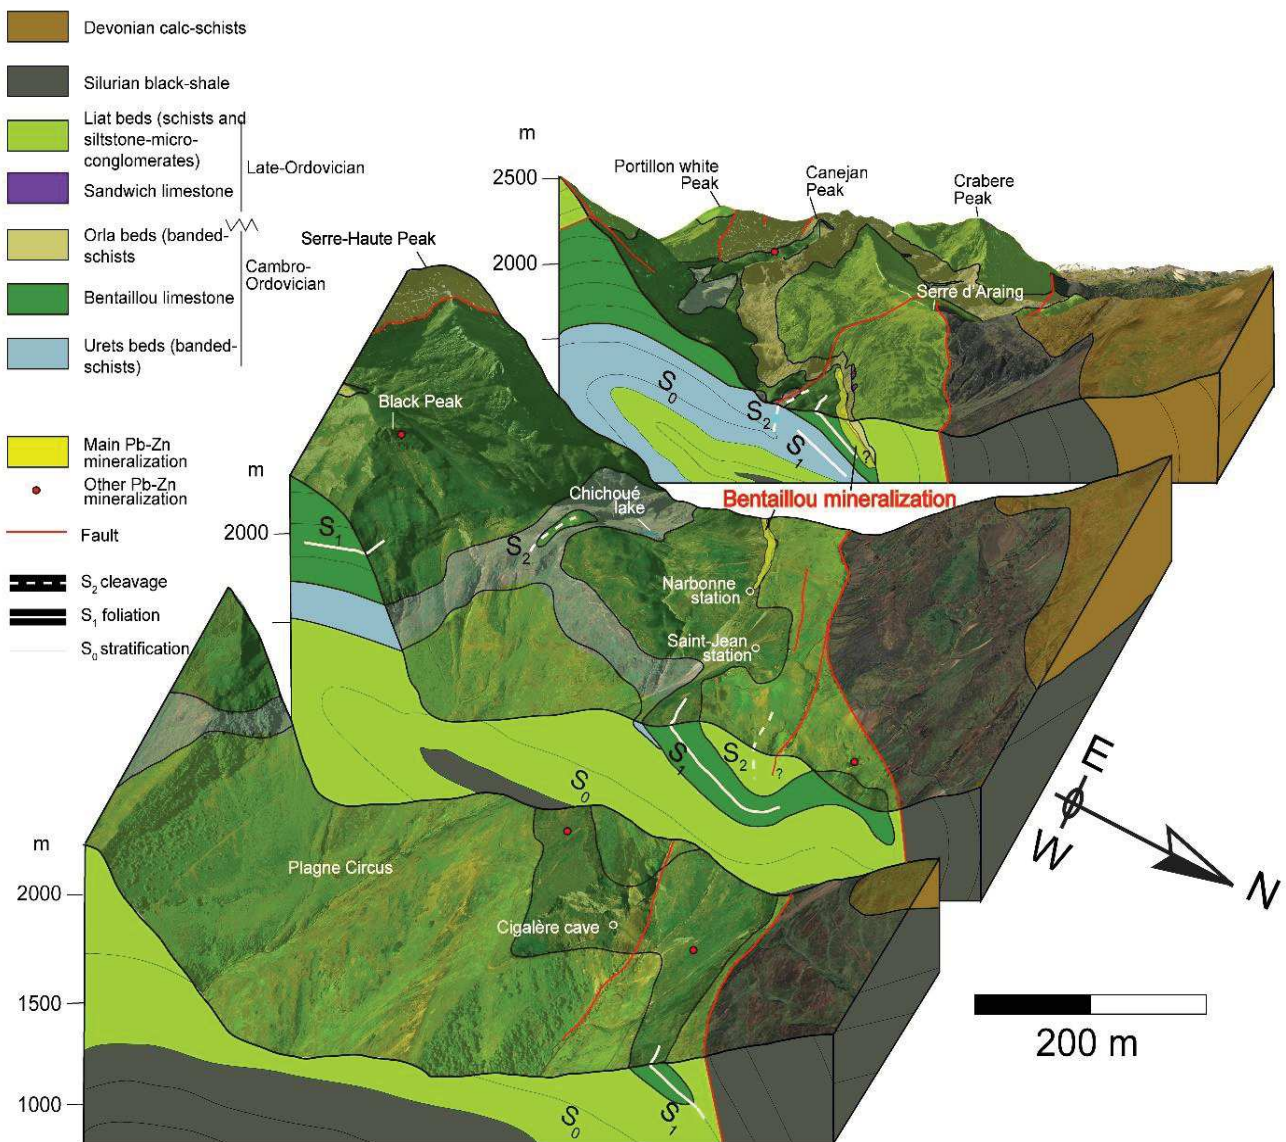 Devonian calc-schists
Silurian black-shale
Liat beds (schists and
siltstone-micro-
conglomerates)
Late-Ordovician
Sandwich limestone
Orla beds (banded-
schists)
Cambro-
Ordovician
Bentaillou limestone
Urets beds (banded-
schists)
Main Pb-Zn
mineralization
Other Pb-Zn
mineralization
Fault
S2 cleavage
S1 foliation
S0 stratification
m
2500
2000
Portillon white
Peak
Canejan
Peak
Crabere
Peak
Serre d'Araing
S0
S2
S1
?
Bentaillou mineralization
Serre-Haute Peak
Black Peak
m
2000
S1
Chichoué
lake
S2
Narbonne
station
Saint-Jean
station
S0
S1
S2
?
m
2000
1500
1000
Plagne Circus
Cigalère cave
S0
S1
E
W
N
200 m